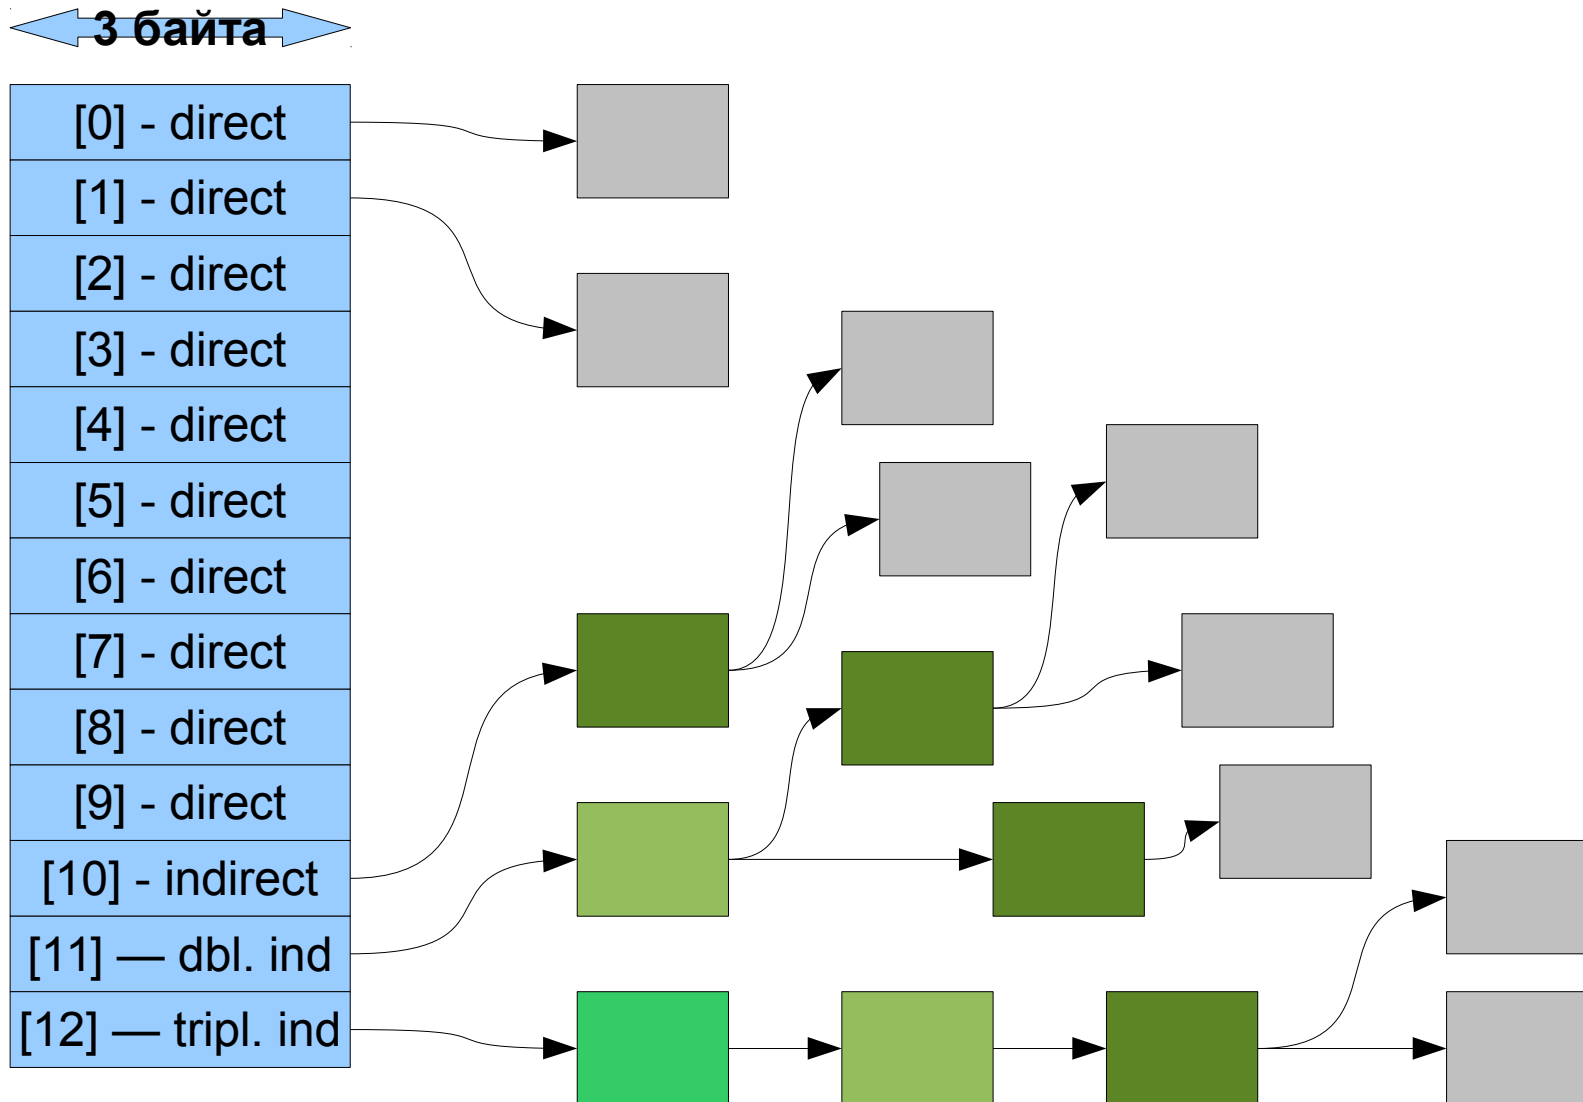 3 байта
[0] - direct
[1] - direct
[2] - direct
[3] - direct
[4] - direct
[5] - direct
[6] - direct
[7] - direct
[8] - direct
[9] - direct
[10] - indirect
[11] — dbl. ind
[12] — tripl. ind